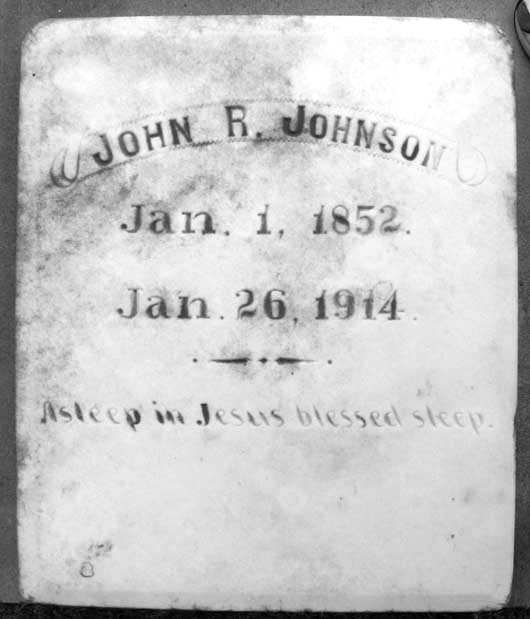 JOHN R. JOHNSON
Jan. 1, 1852.
Jan. 26, 1914.
Asleep in Jesus blessed sleep.